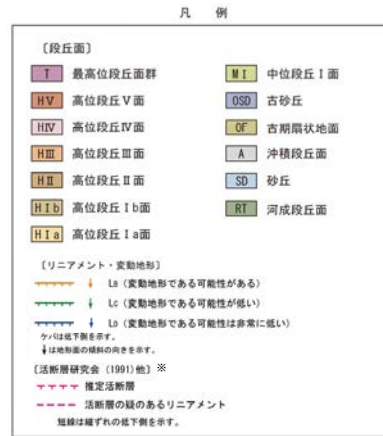 凡 例
〔段丘面〕
T 最高位段丘面群
HⅤ 高位段丘Ⅴ面
HⅣ 高位段丘Ⅳ面
HⅢ 高位段丘Ⅲ面
HⅡ 高位段丘Ⅱ面
HⅠb 高位段丘Ⅰb面
HⅠa 高位段丘Ⅰa面
MⅠ 中位段丘Ⅰ面
OSD 古砂丘
OF 古期扇状地面
A 沖積段丘面
SD 砂丘
RT 河成段丘面
〔リニアメント・変動地形〕
LB (変動地形である可能性がある)
LC (変動地形である可能性が低い)
LD (変動地形である可能性は非常に低い)
ケバは低下側を示す。
↓は地形面の傾斜の向きを示す。
〔活断層研究会(1991)他〕※
推定活断層
活断層の疑のあるリニアメント
短線は縦ずれの低下側を示す。